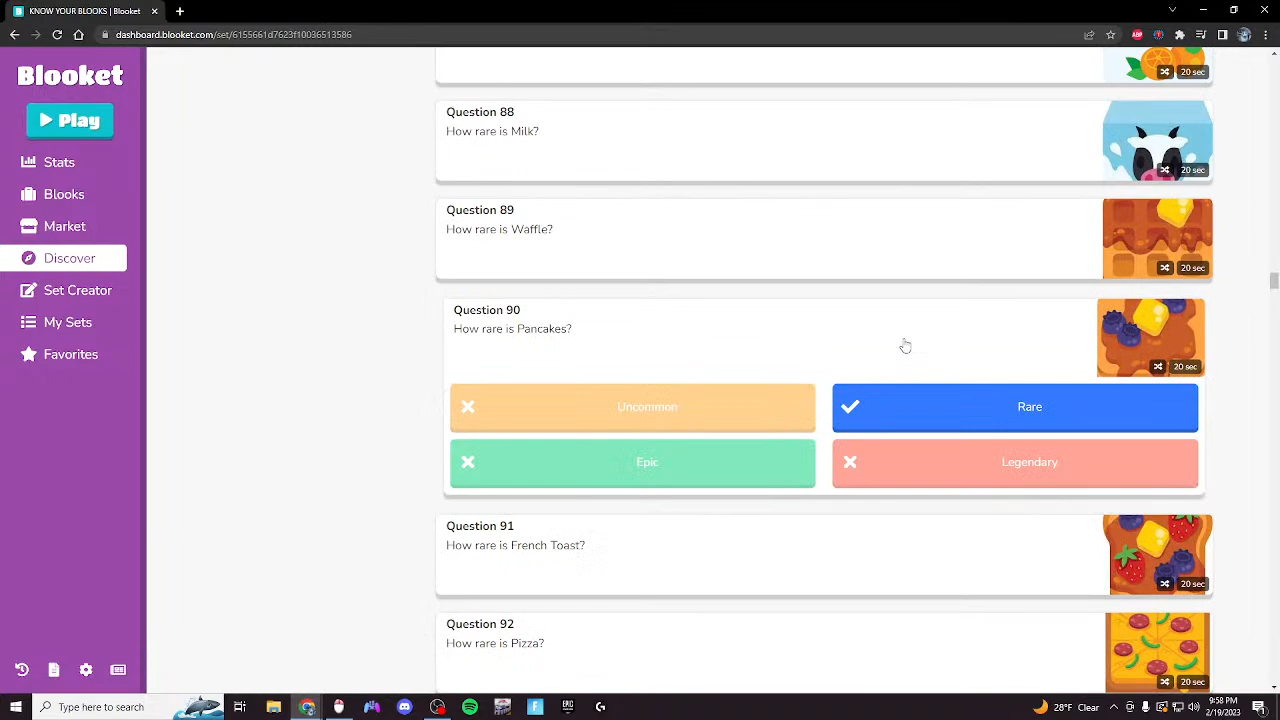 KNOW YOUR BLOOKS | Blooket
dashboard.blooket.com/set/6155661d7623f10036513586
Blooket
Play
Stats
Blooks
Market
Discover
Set Creator
My Sets
Favorites
20 sec
Question 88
How rare is Milk?
20 sec
Question 89
How rare is Waffle?
20 sec
Question 90
How rare is Pancakes?
20 sec
Uncommon
Rare
Epic
Legendary
Question 91
How rare is French Toast?
20 sec
Question 92
How rare is Pizza?
20 sec
Type here to search
28°F Clear
9:58 PM
2/19/2023